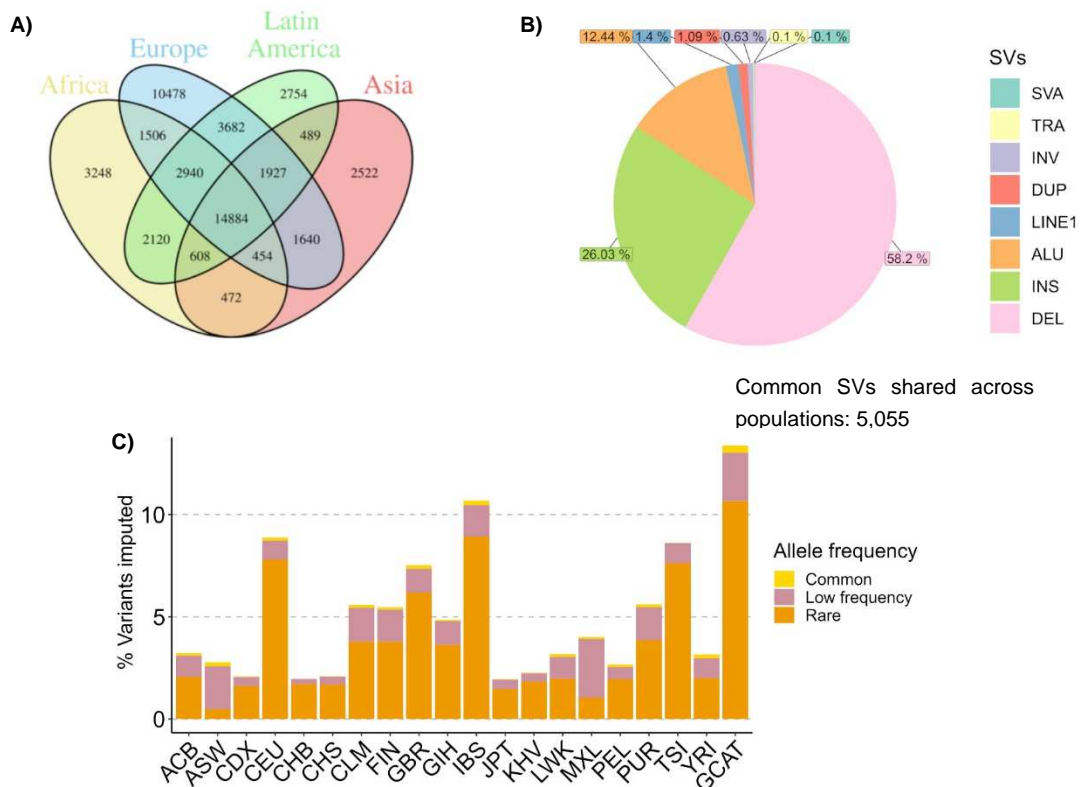 A)
Africa
Europe
Latin
America
Asia
10478
2754
1506
3682
489
3248
2940
1927
2522
14884
2120
608
454
1640
472
B)
12.44 %
1.4 %
1.09 %
0.63 %
0.1 %
0.1 %
26.03 %
58.2 %
SVs
SVA
TRA
INV
DUP
LINE1
ALU
INS
DEL
Common SVs shared across
populations: 5,055
C)
% Variants imputed
10
5
0
ACB
ASW
CDX
CEU
CHB
CHS
CLM
FIN
GBR
GIH
IBS
JPT
KHV
LWK
MXL
PEL
PUR
TSI
YRI
GCAT
Allele frequency
Common
Low frequency
Rare